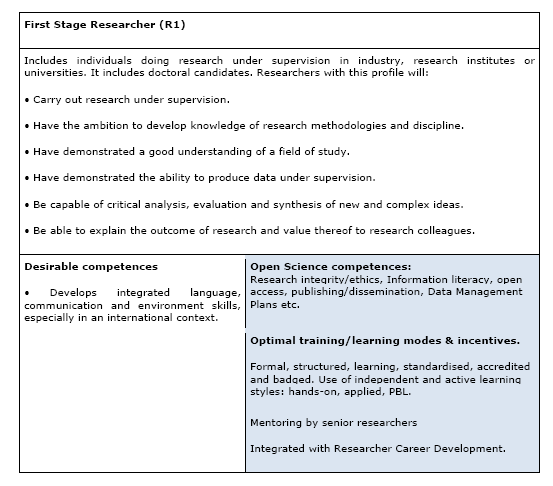 First Stage Researcher (R1)
Includes individuals doing research under supervision in industry, research institutes or
universities. It includes doctoral candidates. Researchers with this profile will:
• Carry out research under supervision.
• Have the ambition to develop knowledge of research methodologies and discipline.
• Have demonstrated a good understanding of a field of study.
• Have demonstrated the ability to produce data under supervision.
• Be capable of critical analysis, evaluation and synthesis of new and complex ideas.
• Be able to explain the outcome of research and value thereof to research colleagues.
Desirable competences
• Develops integrated language,
communication and environment skills,
especially in an international context.
Open Science competences:
Research integrity/ethics, Information literacy, open
access, publishing/dissemination, Data Management
Plans etc.
Optimal training/learning modes & incentives.
Formal, structured, learning, standardised, accredited
and badged. Use of independent and active learning
styles: hands-on, applied, PBL.
Mentoring by senior researchers
Integrated with Researcher Career Development.